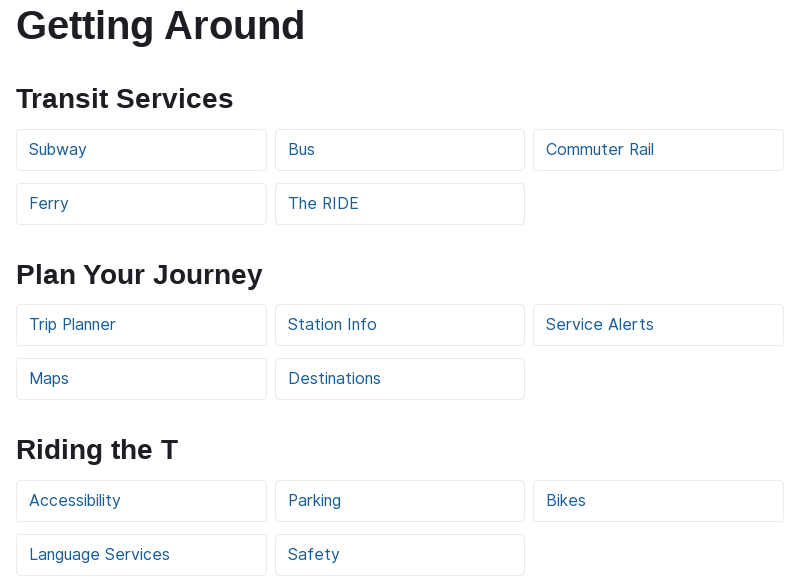 Getting Around
Transit Services
Subway
Bus
Commuter Rail
Ferry
The RIDE
Plan Your Journey
Trip Planner
Station Info
Service Alerts
Maps
Destinations
Riding the T
Accessibility
Parking
Bikes
Language Services
Safety